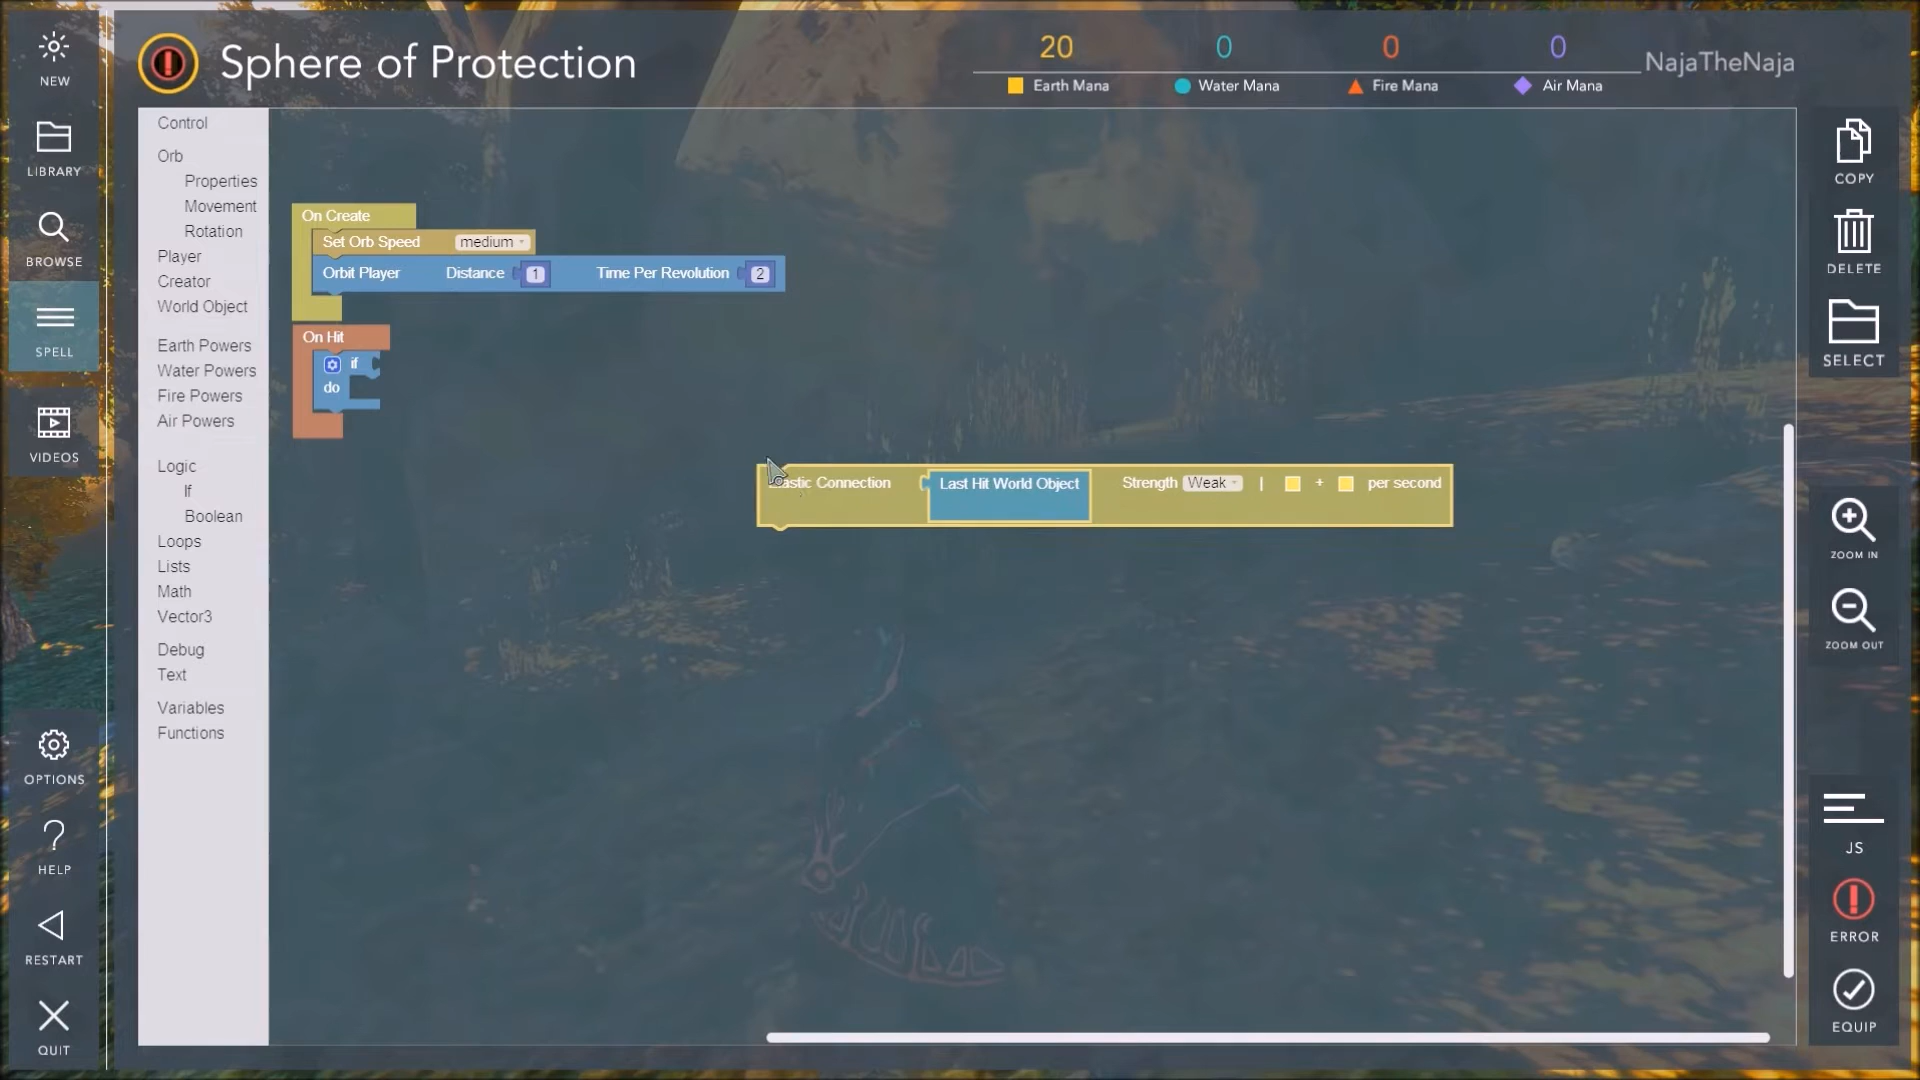 NEW
LIBRARY
BROWSE
SPELL
VIDEOS
OPTIONS
HELP
RESTART
QUIT
Sphere of Protection
20
Earth Mana
0
Water Mana
0
Fire Mana
0
Air Mana
NajaTheNaja
Control
Orb
Properties
Movement
Rotation
Player
Creator
World Object
Earth Powers
Water Powers
Fire Powers
Air Powers
Logic
If
Boolean
Loops
Lists
Math
Vector3
Debug
Text
Variables
Functions
On Create
Set Orb Speed medium
Orbit Player Distance 1 Time Per Revolution 2
On Hit
if
do
Connection Last Hit World Object Strength Weak | + per second
COPY
DELETE
SELECT
ZOOM IN
ZOOM OUT
JS
ERROR
EQUIP